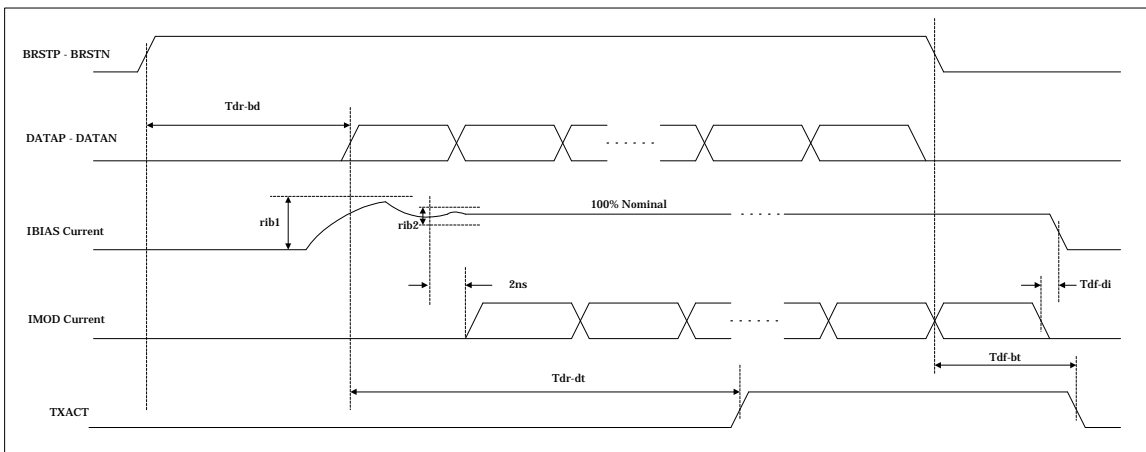 BRSTP - BRSTN
Tdr-bd
DATAP - DATAN
100% Nominal
rib1
rib2
IBIAS Current
2ns
Tdf-di
IMOD Current
Tdf-bt
Tdr-dt
TXACT